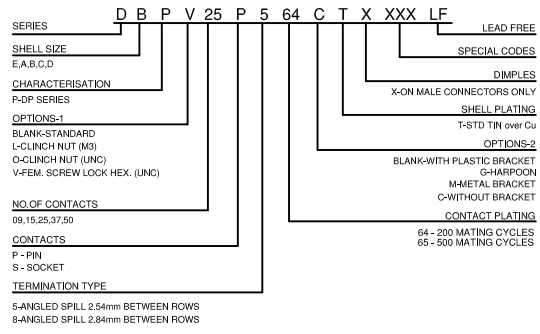 D B P V 25 P 5 64 C T X XXX LF
SERIES
SHELL SIZE
E,A,B,C,D
CHARACTERISATION
P-DP SERIES
OPTIONS-1
BLANK-STANDARD
L-CLINCH NUT (M3)
O-CLINCH NUT (UNC)
V-FEM. SCREW LOCK HEX. (UNC)
NO.OF CONTACTS
09,15,25,37,50
CONTACTS
P - PIN
S - SOCKET
TERMINATION TYPE
5-ANGLED SPILL 2.54mm BETWEEN ROWS
8-ANGLED SPILL 2.84mm BETWEEN ROWS
LEAD FREE
SPECIAL CODES
DIMPLES
X-ON MALE CONNECTORS ONLY
SHELL PLATING
T-STD TIN over Cu
OPTIONS-2
BLANK-WITH PLASTIC BRACKET
G-HARPOON
M-METAL BRACKET
C-WITHOUT BRACKET
CONTACT PLATING
64 - 200 MATING CYCLES
65 - 500 MATING CYCLES